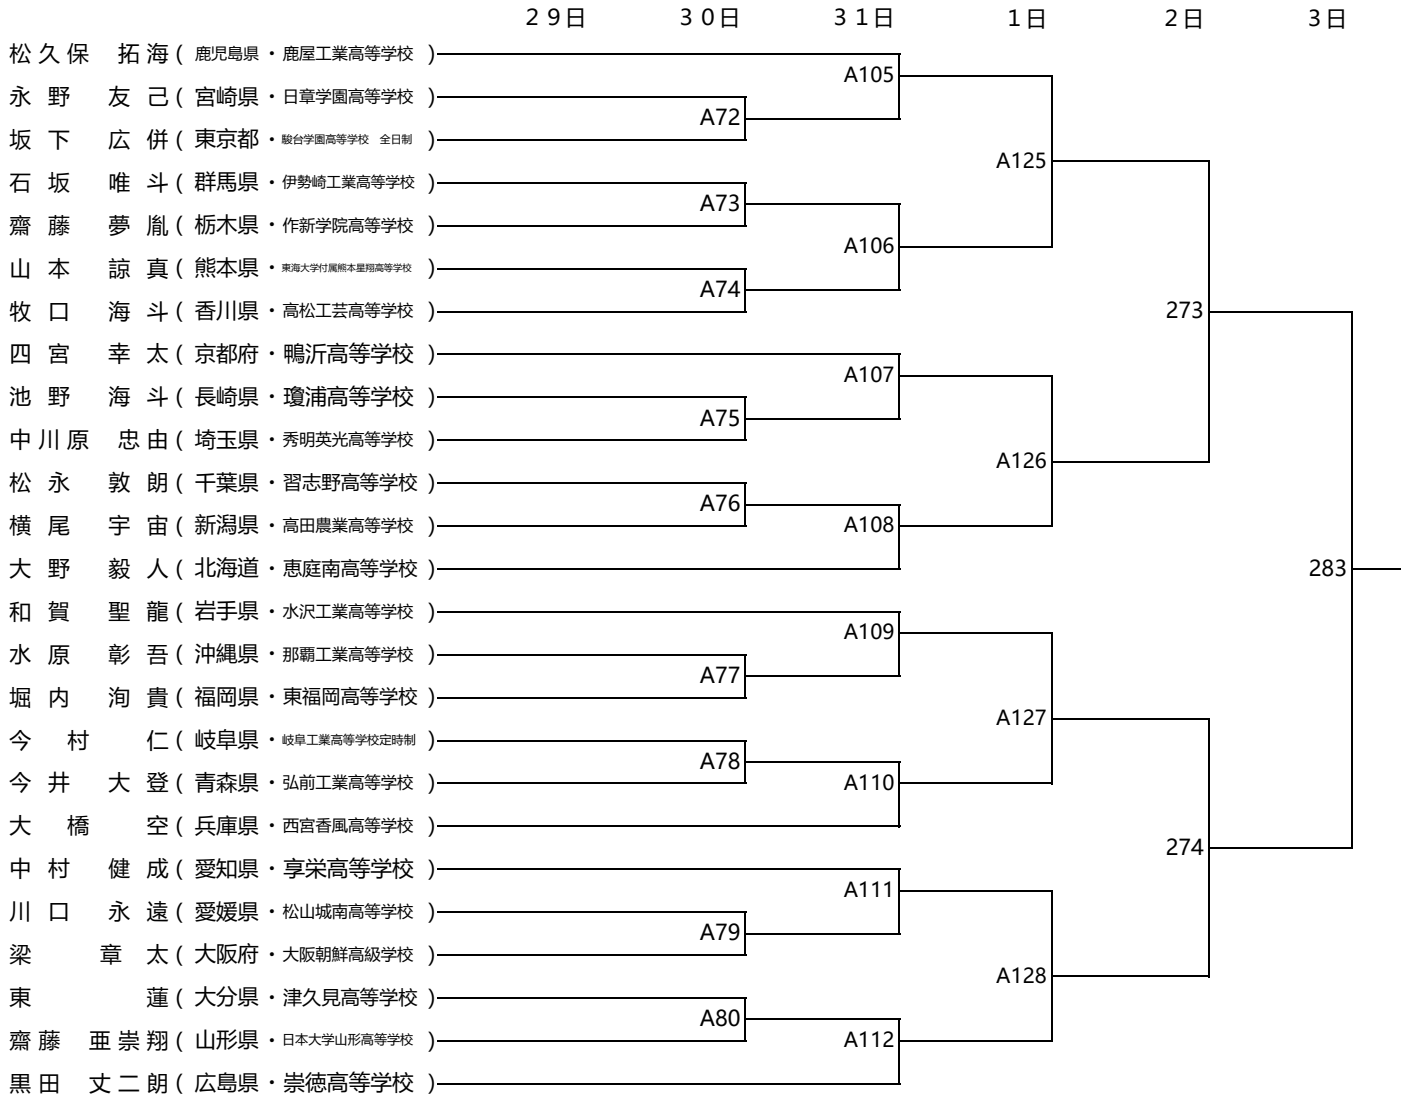 ２９日 ３０日 ３１日 １日 ２日 ３日
松久保 拓海 ( 鹿児島県 ・ 鹿屋工業高等学校 )
A105
永野 友己 ( 宮崎県 ・ 日章学園高等学校 )
A72
坂下 広併 ( 東京都 ・ 駿台学園高等学校 全日制 )
A125
石坂 唯斗 ( 群馬県 ・ 伊勢崎工業高等学校 )
A73
齋藤 夢胤 ( 栃木県 ・ 作新学院高等学校 )
A106
山本 諒真 ( 熊本県 ・ 東海大学付属熊本星翔高等学校 )
A74
牧口 海斗 ( 香川県 ・ 高松工芸高等学校 )
273
四宮 幸太 ( 京都府 ・ 鴨沂高等学校 )
A107
池野 海斗 ( 長崎県 ・ 瓊浦高等学校 )
A75
中川原 忠由 ( 埼玉県 ・ 秀明英光高等学校 )
A126
松永 敦朗 ( 千葉県 ・ 習志野高等学校 )
A76
横尾 宇宙 ( 新潟県 ・ 高田農業高等学校 )
A108
大野 毅人 ( 北海道 ・ 恵庭南高等学校 )
283
和賀 聖龍 ( 岩手県 ・ 水沢工業高等学校 )
A109
水原 彰吾 ( 沖縄県 ・ 那覇工業高等学校 )
A77
堀内 洵貴 ( 福岡県 ・ 東福岡高等学校 )
A127
今村 仁 ( 岐阜県 ・ 岐阜工業高等学校定時制 )
A78
今井 大登 ( 青森県 ・ 弘前工業高等学校 )
A110
大橋 空 ( 兵庫県 ・ 西宮香風高等学校 )
274
中村 健成 ( 愛知県 ・ 享栄高等学校 )
A111
川口 永遠 ( 愛媛県 ・ 松山城南高等学校 )
A79
梁 章太 ( 大阪府 ・ 大阪朝鮮高級学校 )
A128
東 蓮 ( 大分県 ・ 津久見高等学校 )
A80
齋藤 亜崇翔 ( 山形県 ・ 日本大学山形高等学校 )
A112
黒田 丈二朗 ( 広島県 ・ 崇徳高等学校 )